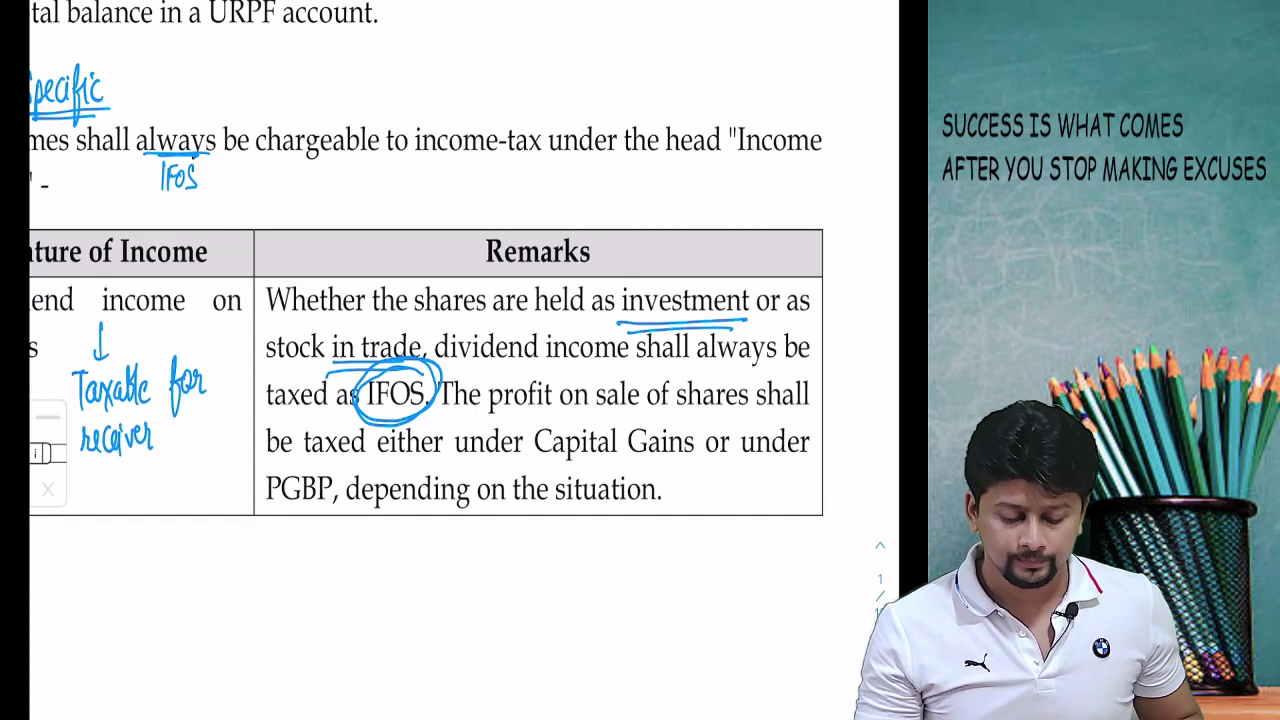 tal balance in a URPF account.
Specific
mes shall always be chargeable to income-tax under the head "Income
IFOS
" -
ture of Income
Remarks
end income on
s
Taxable for
receiver
Whether the shares are held as investment or as
stock in trade, dividend income shall always be
taxed as IFOS. The profit on sale of shares shall
be taxed either under Capital Gains or under
PGBP, depending on the situation.
SUCCESS IS WHAT COMES
AFTER YOU STOP MAKING EXCUSES
1
/